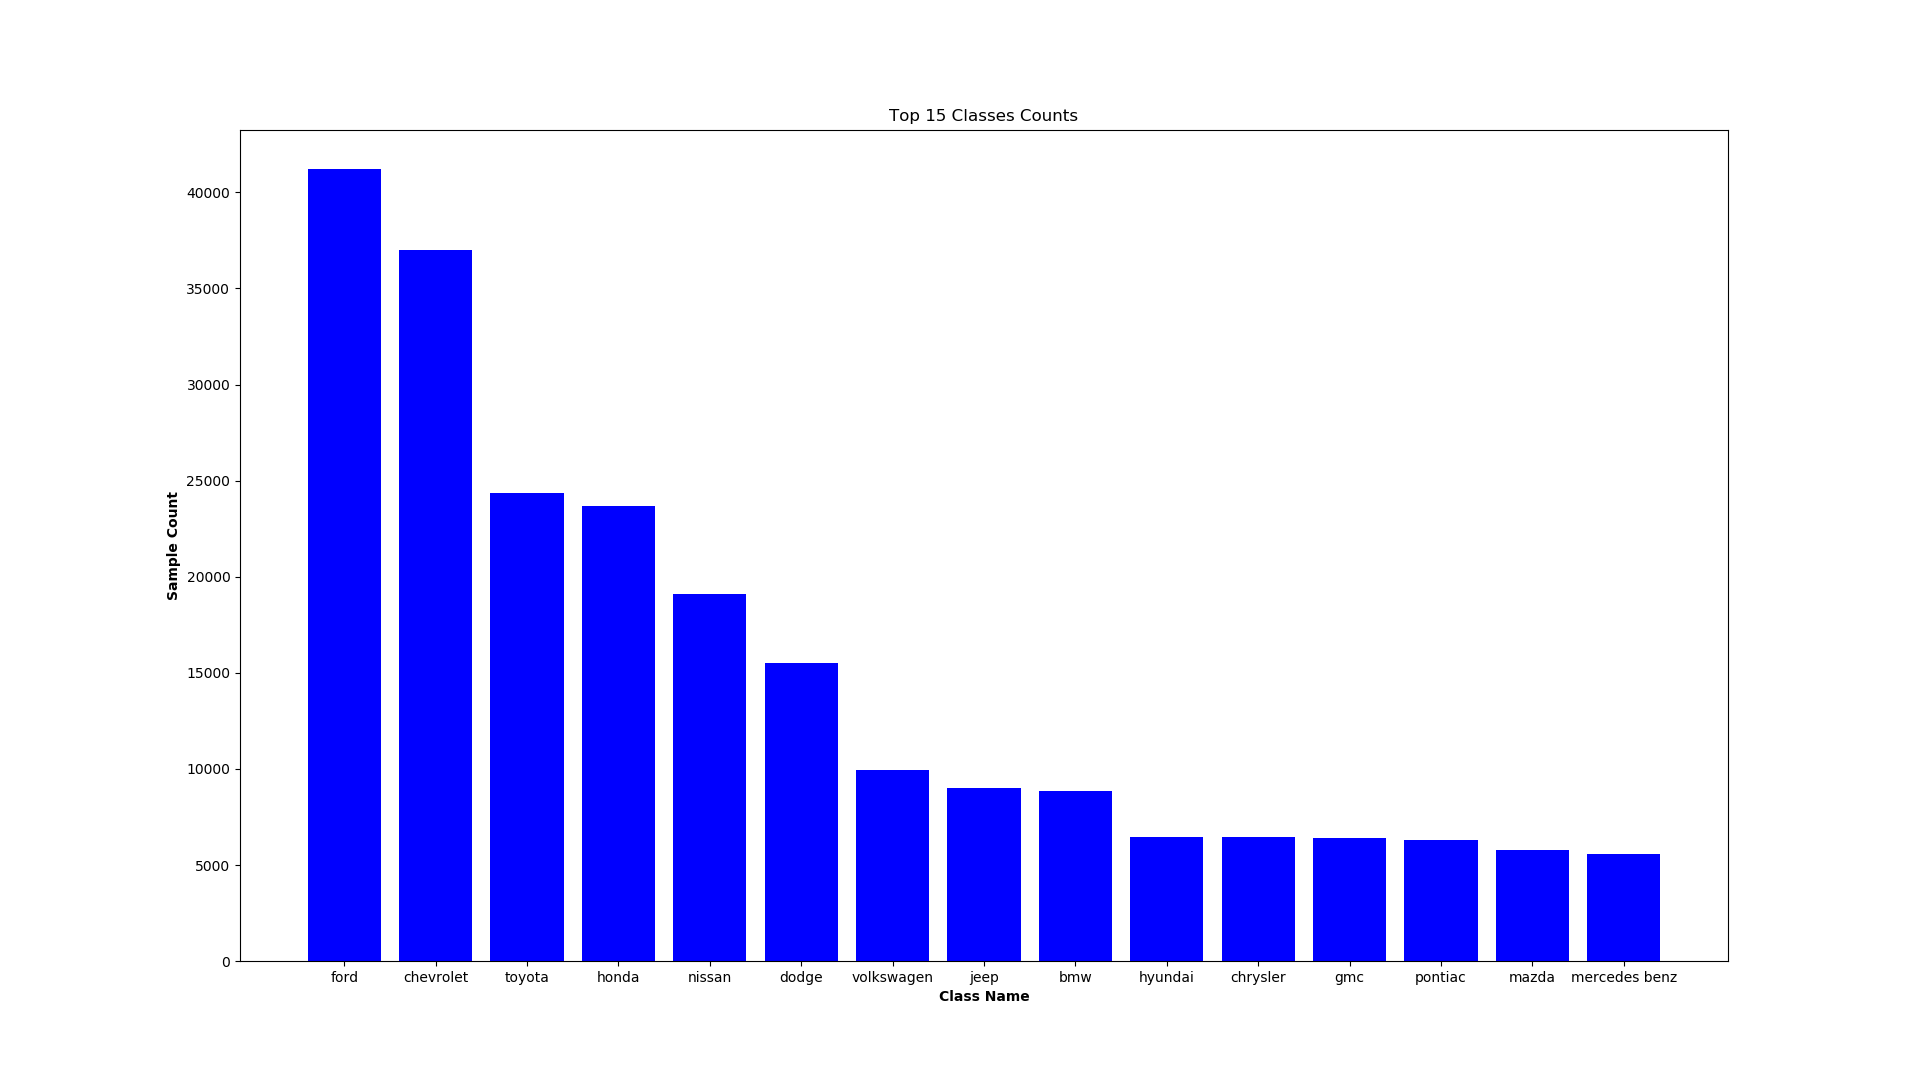 Top 15 Classes Counts
40000
35000
30000
25000
20000
15000
10000
5000
0
Sample Count
ford chevrolet toyota honda nissan dodge volkswagen jeep bmw hyundai chrysler gmc pontiac mazda mercedes benz
Class Name